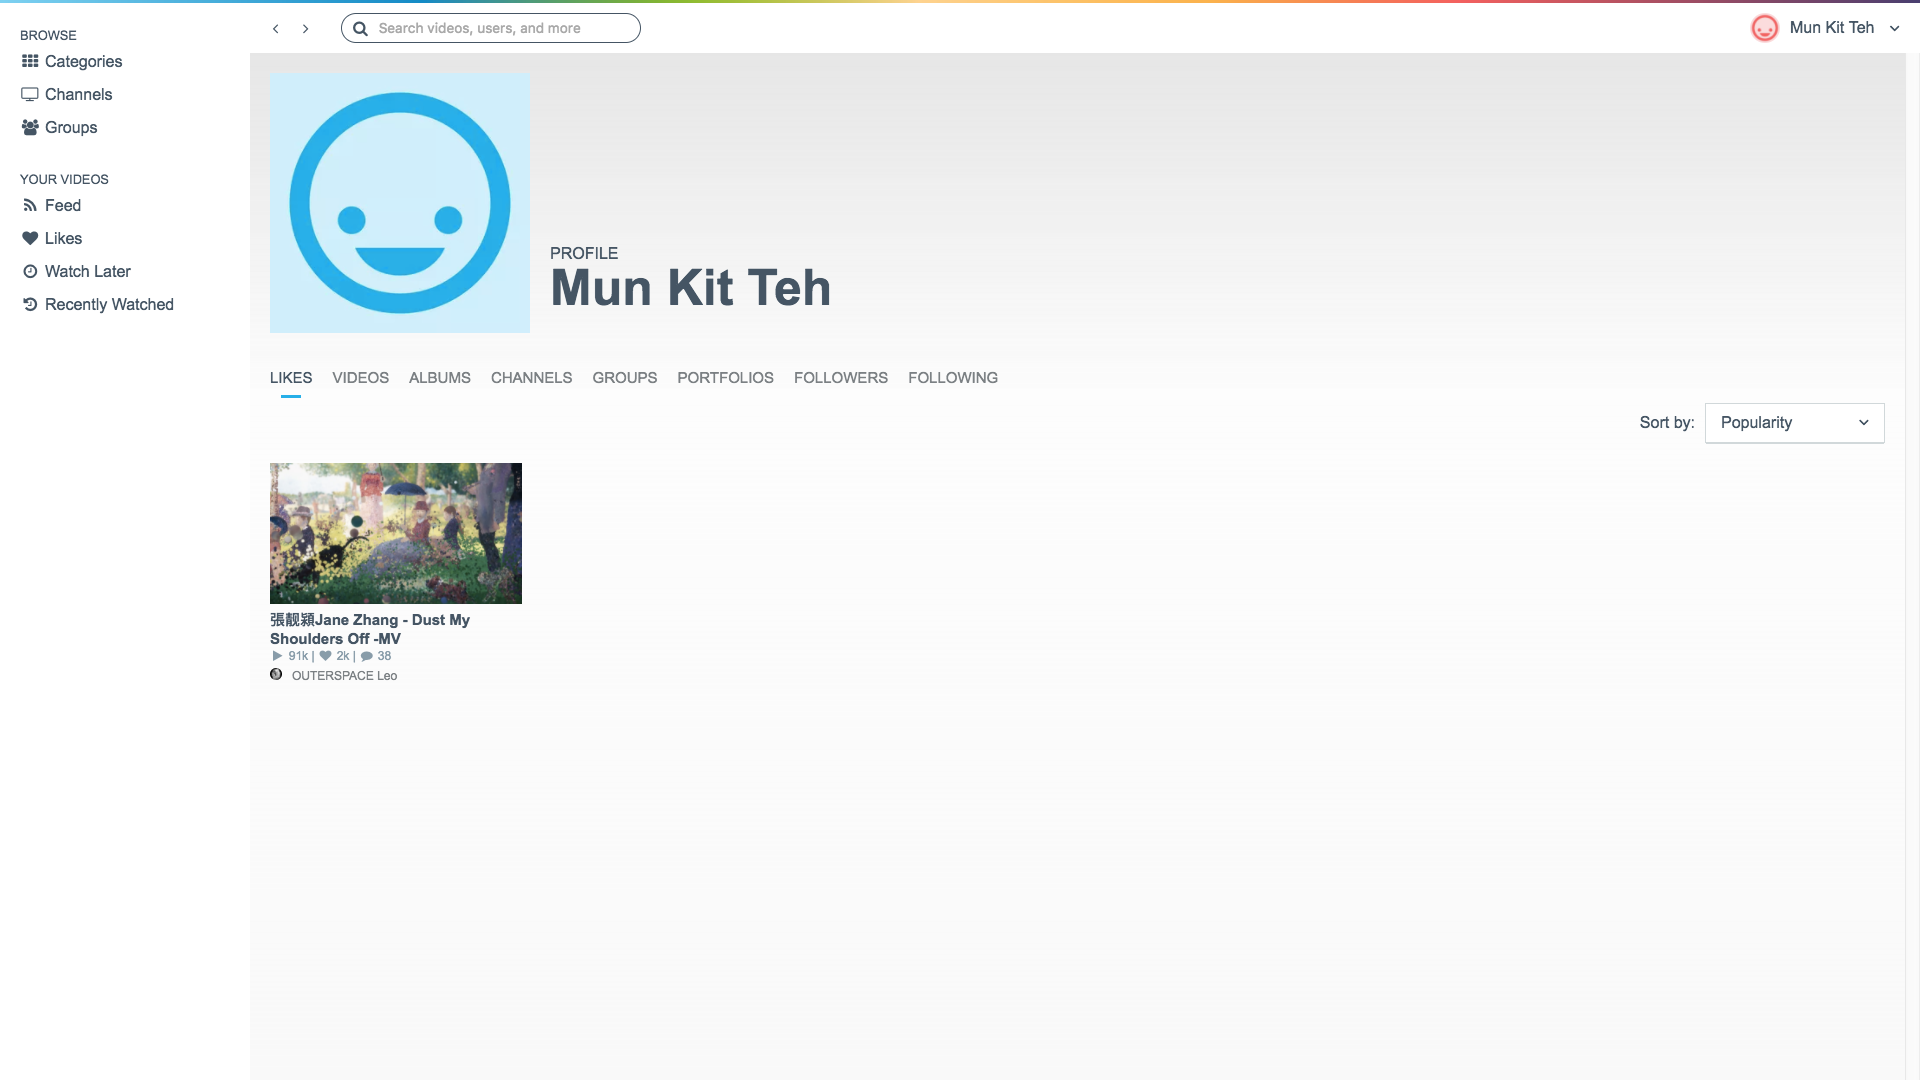 BROWSE
Categories
Channels
Groups
YOUR VIDEOS
Feed
Likes
Watch Later
Recently Watched
Search videos, users, and more
Mun Kit Teh
PROFILE
Mun Kit Teh
LIKES VIDEOS ALBUMS CHANNELS GROUPS PORTFOLIOS FOLLOWERS FOLLOWING
Sort by: Popularity
張靚穎Jane Zhang - Dust My
Shoulders Off -MV
91k | 2k | 38
OUTERSPACE Leo